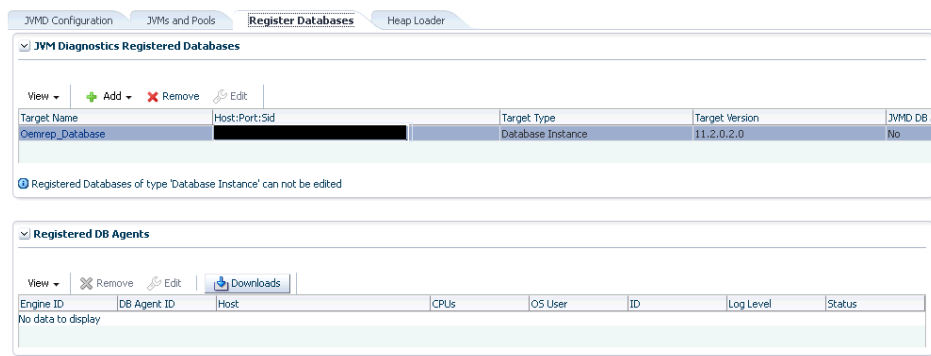 JVMD Configuration JVMs and Pools Register Databases Heap Loader
JVM Diagnostics Registered Databases
View Add Remove Edit
Target Name Host:Port:Sid Target Type Target Version JVMD DB
Oemrep_Database Database Instance 11.2.0.2.0 No
Registered Databases of type 'Database Instance' can not be edited
Registered DB Agents
View Remove Edit Downloads
Engine ID DB Agent ID Host CPUs OS User ID Log Level Status
No data to display